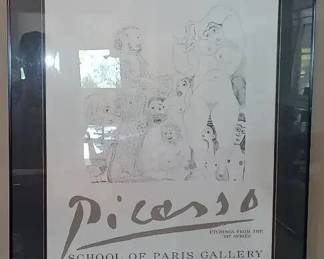 Picasso
ETCHINGS FROM THE
"347 SERIES"
SCHOOL OF PARIS GALLERY